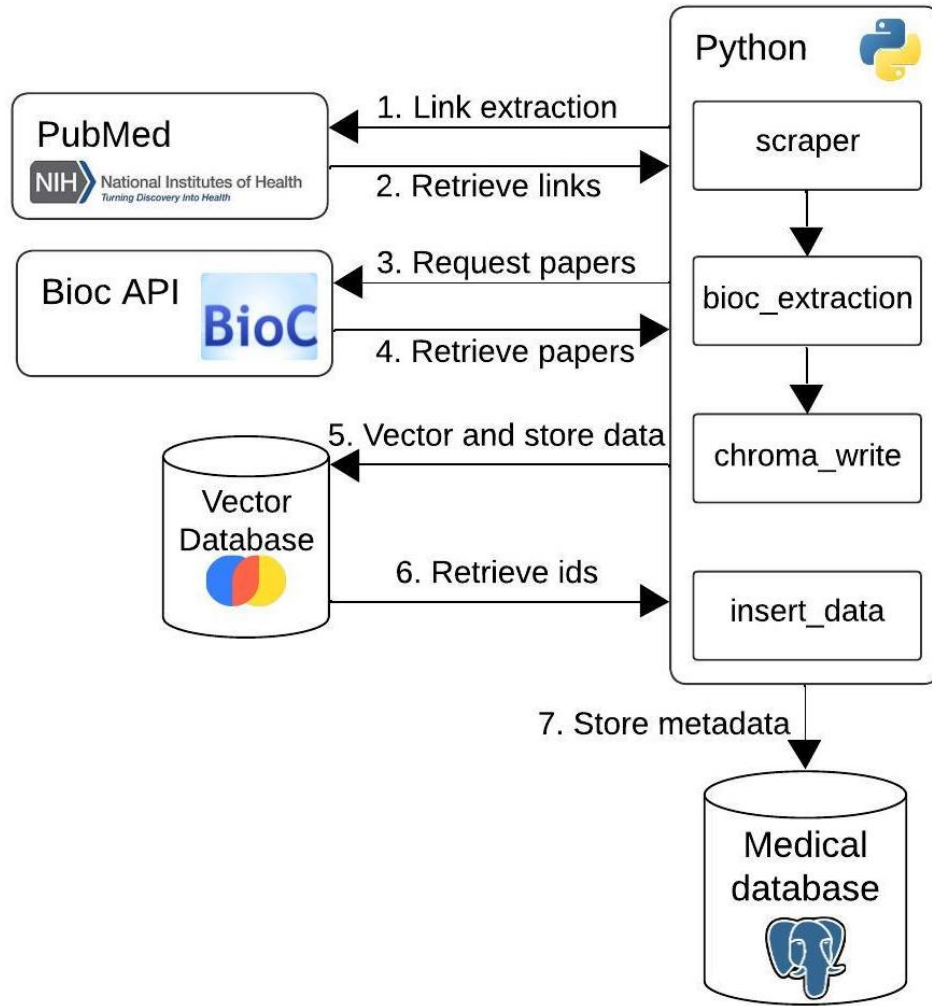 Python
1. Link extraction
PubMed
scraper
NIH
National Institutes of Health
Turning Discovery Into Health
2. Retrieve links
3. Request papers
Bioc API
BioC
bioc_extraction
4. Retrieve papers
5. Vector and store data
chroma_write
Vector
Database
6. Retrieve ids
insert_data
7. Store metadata
Medical
database